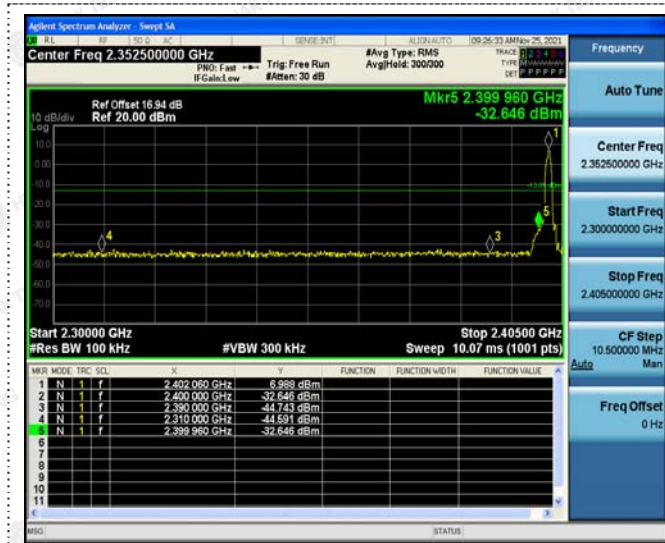 Agilent Spectrum Analyzer - Swept SA
RL RF 50 Ω AC SENSE:INT ALIGN AUTO 09:26:33 AM Nov 25, 2021
Center Freq 2.352500000 GHz
PNO: Fast
IFGain:Low
Trig: Free Run
#Atten: 30 dB
#Avg Type: RMS
Avg|Hold: 300/300
TRACE 1 2 3 4 5 6
TYPE
DET P P P P P P
Frequency
Auto Tune
Center Freq
2.352500000 GHz
Start Freq
2.300000000 GHz
Stop Freq
2.405000000 GHz
CF Step
10.500000 MHz
Auto Man
Freq Offset
0 Hz
Ref Offset 16.94 dB
10 dB/div Ref 20.00 dBm
Log
Mkr5 2.399 960 GHz
-32.646 dBm
10.0
0.00
-10.0
-20.0
-30.0
-40.0
-50.0
-60.0
-70.0
1
5
4
3
Start 2.30000 GHz Stop 2.40500 GHz
#Res BW 100 kHz #VBW 300 kHz Sweep 10.07 ms (1001 pts)
MKR MODE TRC SCL X Y FUNCTION FUNCTION WIDTH FUNCTION VALUE
1 N 1 f 2.402 060 GHz 6.988 dBm
2 N 1 f 2.400 000 GHz -32.646 dBm
3 N 1 f 2.390 000 GHz -44.743 dBm
4 N 1 f 2.310 000 GHz -44.591 dBm
5 N 1 f 2.399 960 GHz -32.646 dBm
6
7
8
9
10
11
MSG STATUS